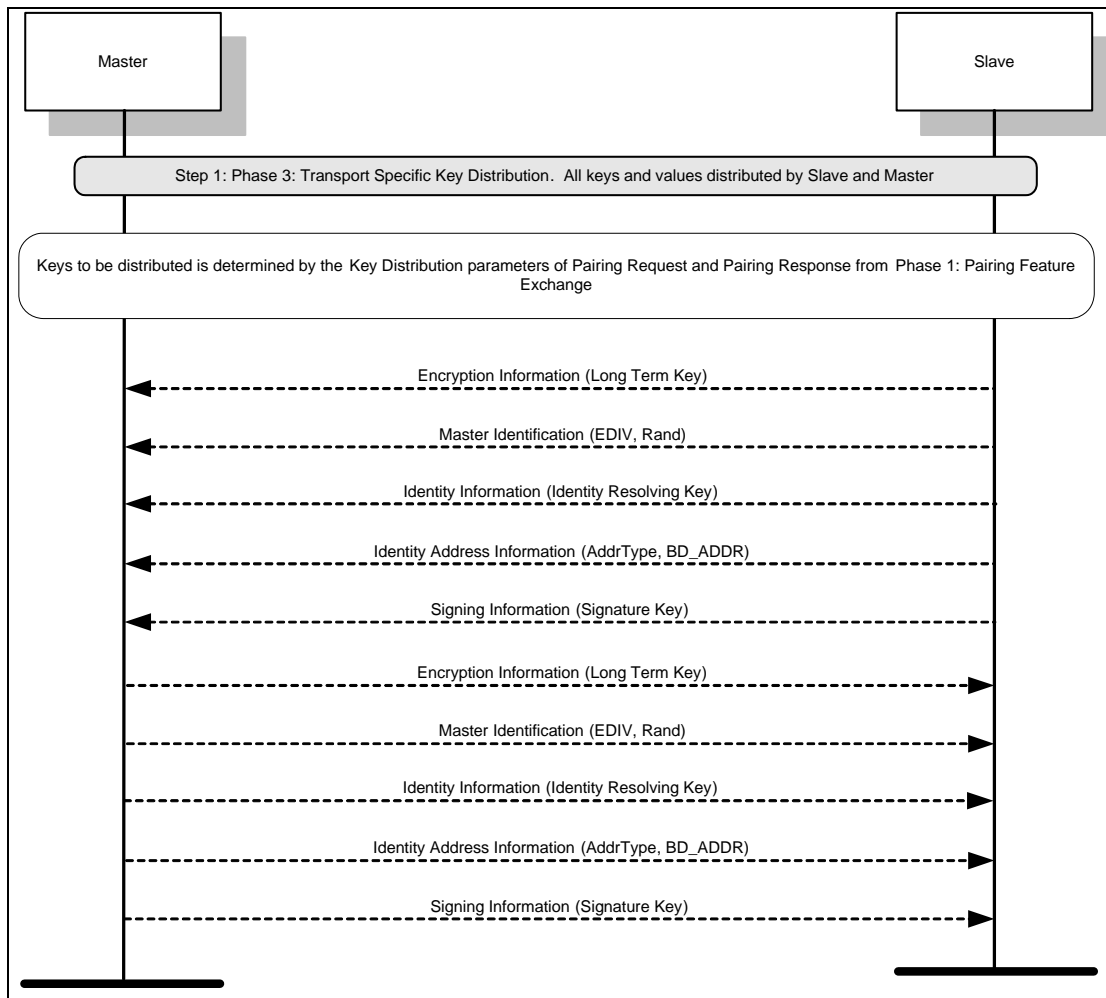 Master
Slave
Step 1: Phase 3: Transport Specific Key Distribution. All keys and values distributed by Slave and Master
Keys to be distributed is determined by the Key Distribution parameters of Pairing Request and Pairing Response from Phase 1: Pairing Feature
Exchange
Encryption Information (Long Term Key)
Master Identification (EDIV, Rand)
Identity Information (Identity Resolving Key)
Identity Address Information (AddrType, BD_ADDR)
Signing Information (Signature Key)
Encryption Information (Long Term Key)
Master Identification (EDIV, Rand)
Identity Information (Identity Resolving Key)
Identity Address Information (AddrType, BD_ADDR)
Signing Information (Signature Key)